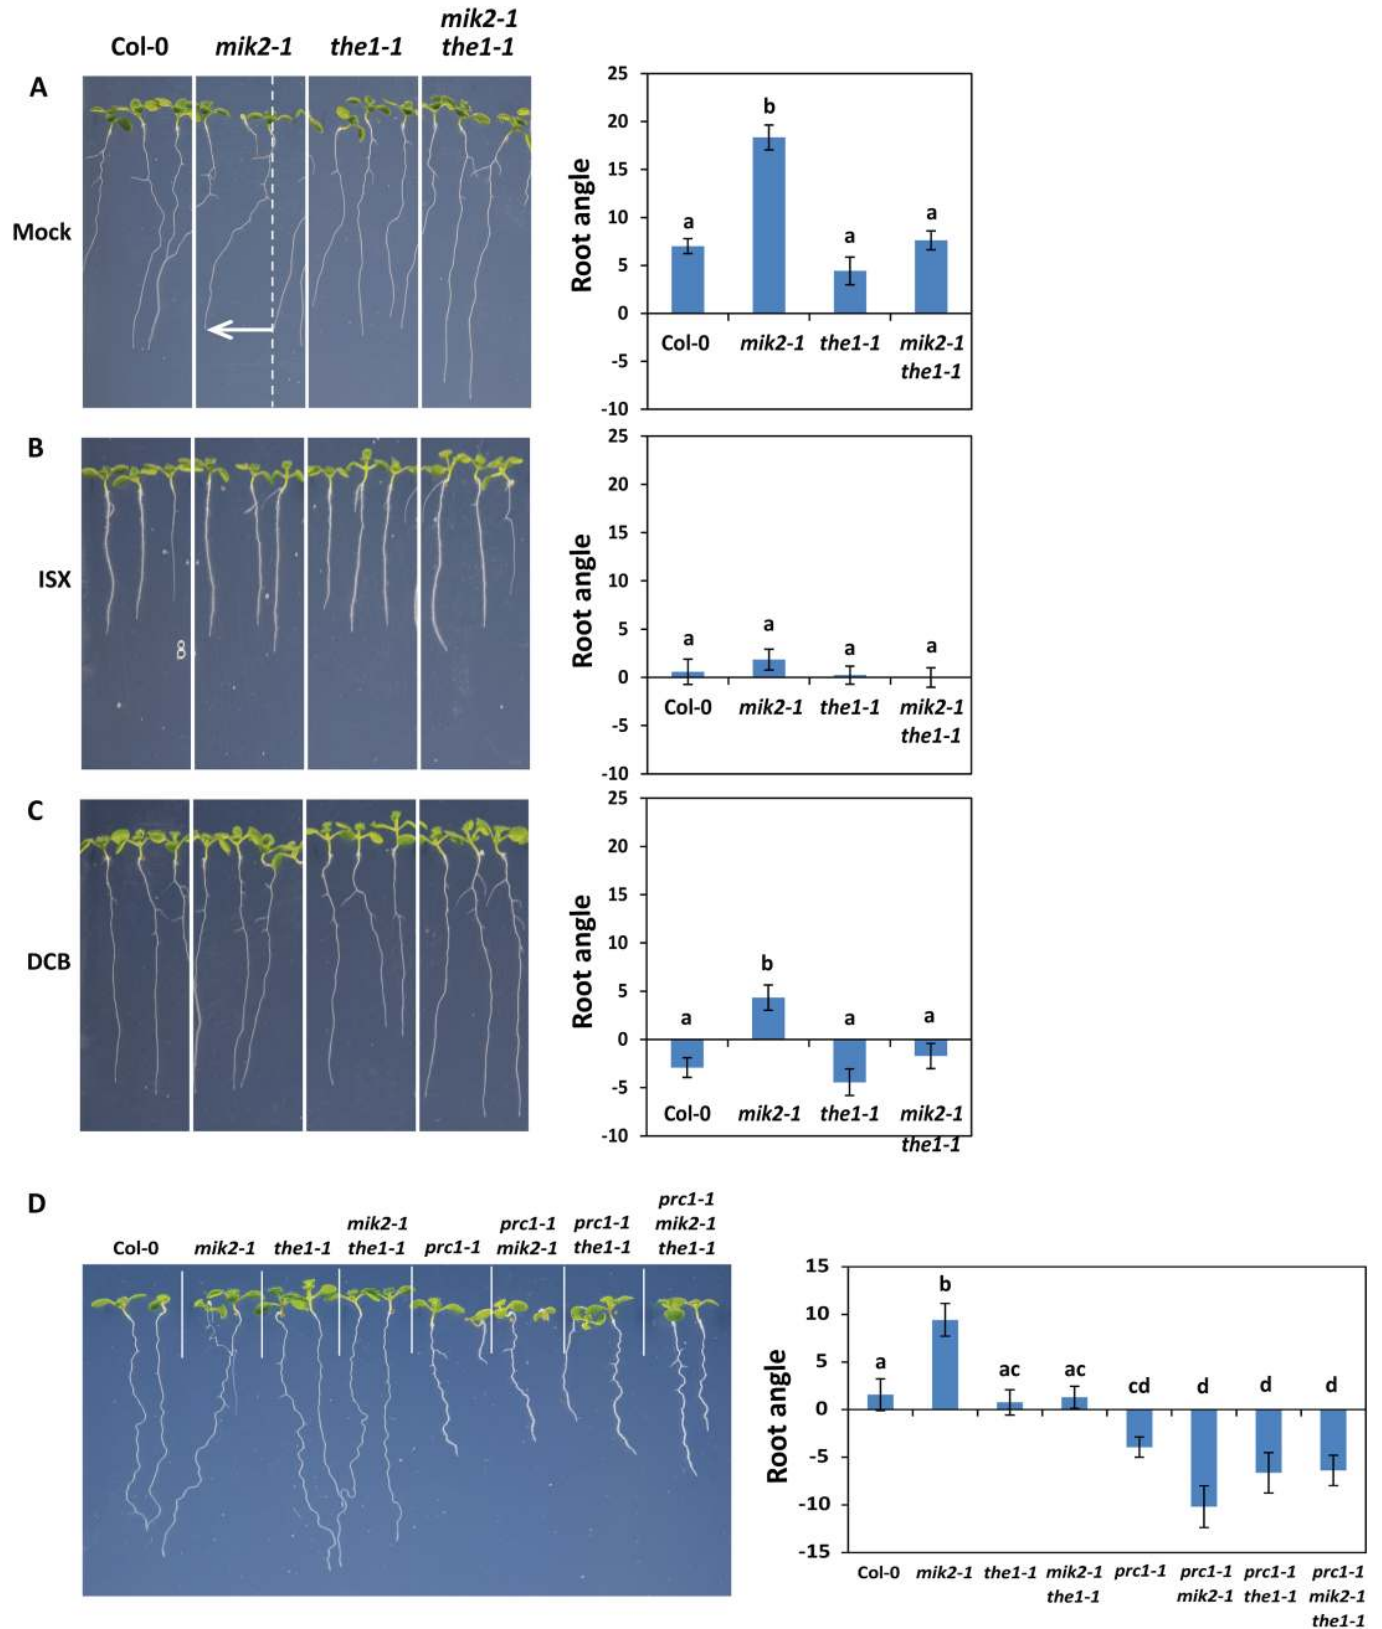 Col-0 mik2-1 the1-1 mik2-1
the1-1
A
Mock
Root angle
25
20
15
10
5
0
-5
-10
a
b
a
a
Col-0 mik2-1 the1-1 mik2-1
the1-1
B
ISX
8
Root angle
25
20
15
10
5
0
-5
-10
a
a
a
a
Col-0 mik2-1 the1-1 mik2-1
the1-1
C
DCB
Root angle
25
20
15
10
5
0
-5
-10
a
b
a
a
Col-0 mik2-1 the1-1 mik2-1
the1-1
D
Col-0 mik2-1 the1-1 mik2-1
the1-1 prc1-1 prc1-1
mik2-1 prc1-1
the1-1 prc1-1
mik2-1
the1-1
Root angle
15
10
5
0
-5
-10
-15
a
b
ac
ac
cd
d
d
d
Col-0 mik2-1 the1-1 mik2-1
the1-1 prc1-1 prc1-1
mik2-1 prc1-1
the1-1 prc1-1
mik2-1
the1-1